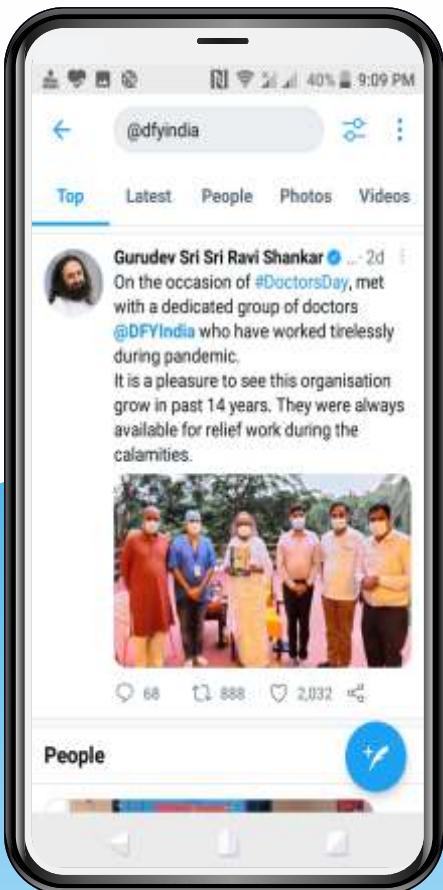 40% 9:09 PM
@dfyindia
Top Latest People Photos Videos
Gurudev Sri Sri Ravi Shankar ... · 2d
On the occasion of #DoctorsDay, met
with a dedicated group of doctors
@DFYIndia who have worked tirelessly
during pandemic.
It is a pleasure to see this organisation
grow in past 14 years. They were always
available for relief work during the
calamities.
68 888 2,032
People